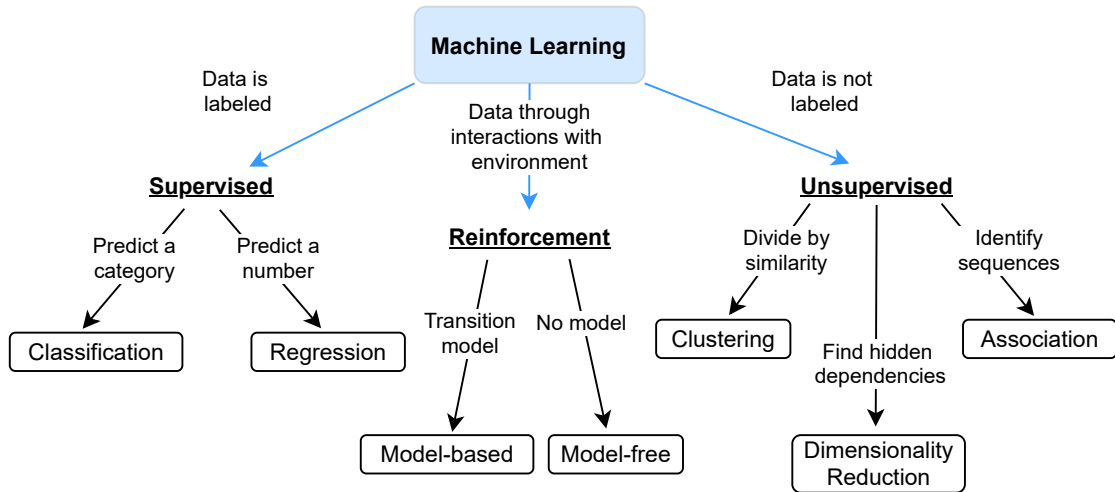 Machine Learning
Data is
labeled
Data through
interactions with
environment
Data is not
labeled
Supervised
Reinforcement
Unsupervised
Predict a
category
Predict a
number
Transition
model
No model
Divide by
similarity
Find hidden
dependencies
Identify
sequences
Classification
Regression
Model-based
Model-free
Clustering
Dimensionality
Reduction
Association